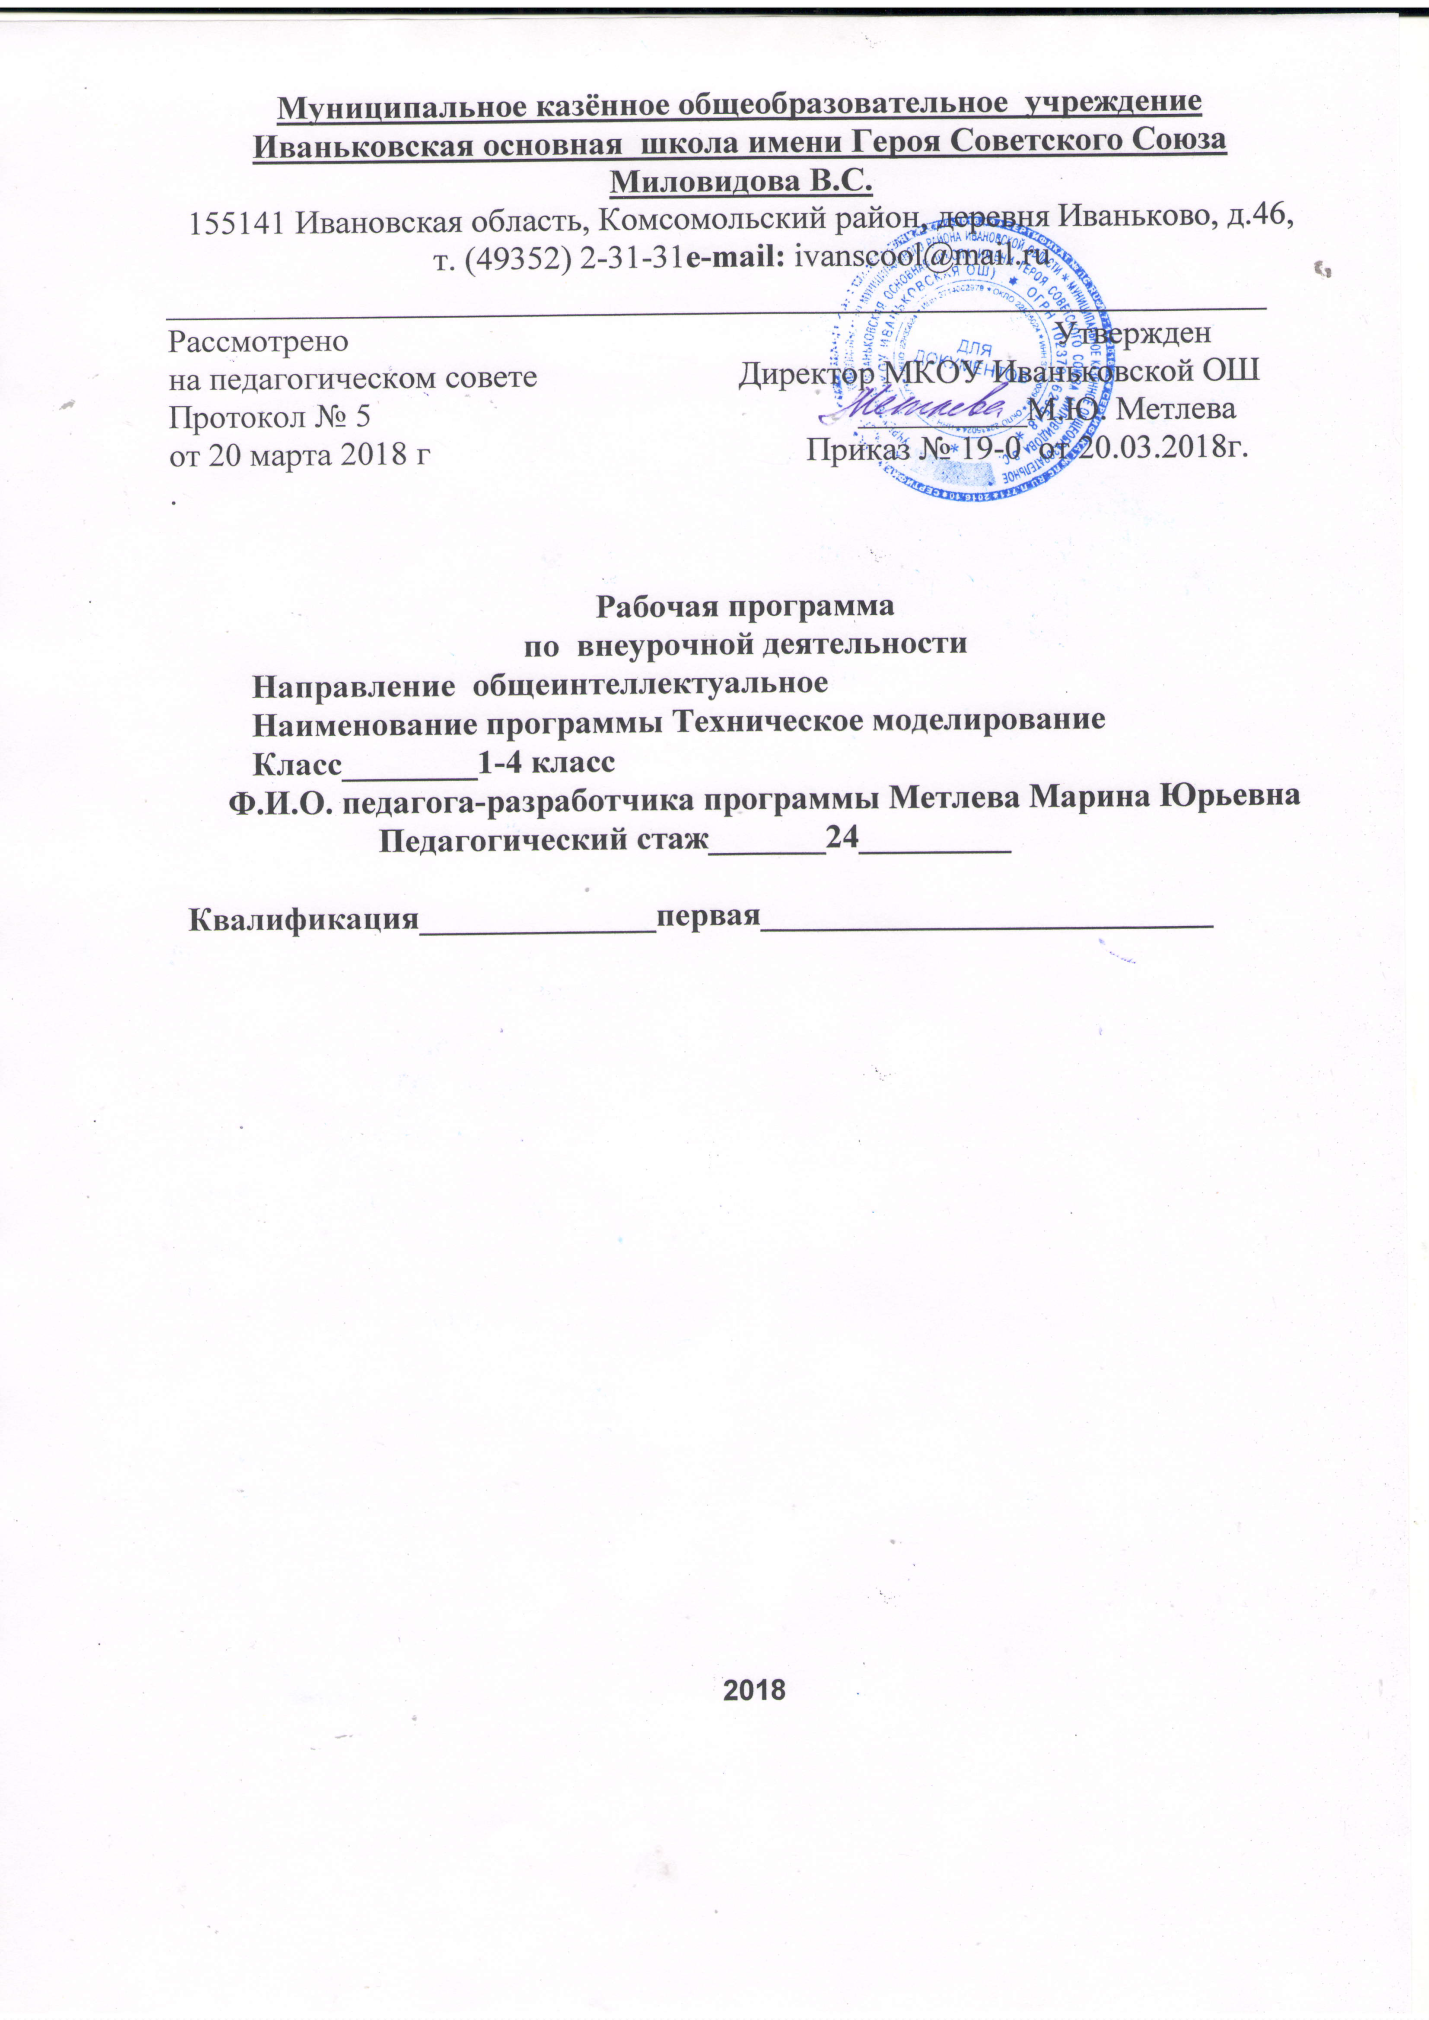 Муниципальное казённое общеобразовательное учреждение
Иваньковская основная школа имени Героя Советского Союза
Миловидова В.С.
155141 Ивановская область, Комсомольский район, деревня Иваньково, д.46,
т. (49352) 2-31-31e-mail: ivanscool@mail.ru
Рассмотрено Утвержден
на педагогическом совете Директор МКОУ Иваньковской ОШ
Протокол № 5 ___________М.Ю. Метлева
от 20 марта 2018 г Приказ № 19-0 от 20.03.2018г.
.
ДЛЯ
ДОКУМЕНТОВ
Рабочая программа
по внеурочной деятельности
Направление общеинтеллектуальное
Наименование программы Техническое моделирование
Класс________1-4 класс
Ф.И.О. педагога-разработчика программы Метлева Марина Юрьевна
Педагогический стаж_______24_________
Квалификация______________первая___________________________
2018